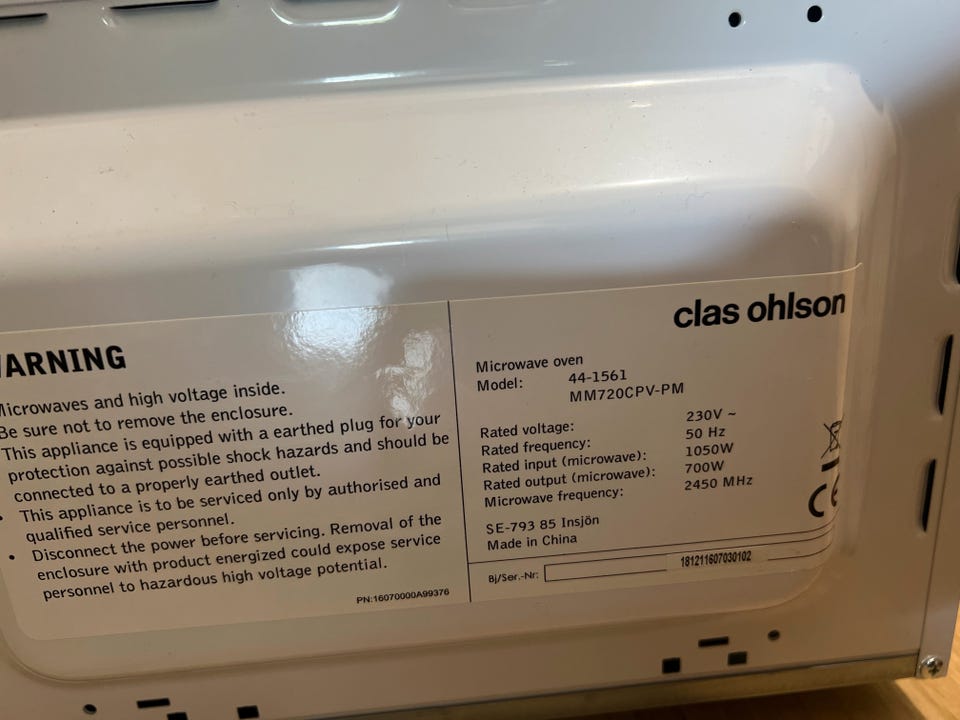 WARNING
Microwaves and high voltage inside.
Be sure not to remove the enclosure.
This appliance is equipped with a earthed plug for your
protection against possible shock hazards and should be
connected to a properly earthed outlet.
• This appliance is to be serviced only by authorised and
qualified service personnel.
• Disconnect the power before servicing. Removal of the
enclosure with product energized could expose service
personnel to hazardous high voltage potential.
PN:16070000A99376
clas ohlson
Microwave oven
Model: 44-1561
MM720CPV-PM
Rated voltage: 230V ~
Rated frequency: 50 Hz
Rated input (microwave): 1050W
Rated output (microwave): 700W
Microwave frequency: 2450 MHz
CE
SE-793 85 Insjön
Made in China
Bj/Ser.-Nr: 181211607030102